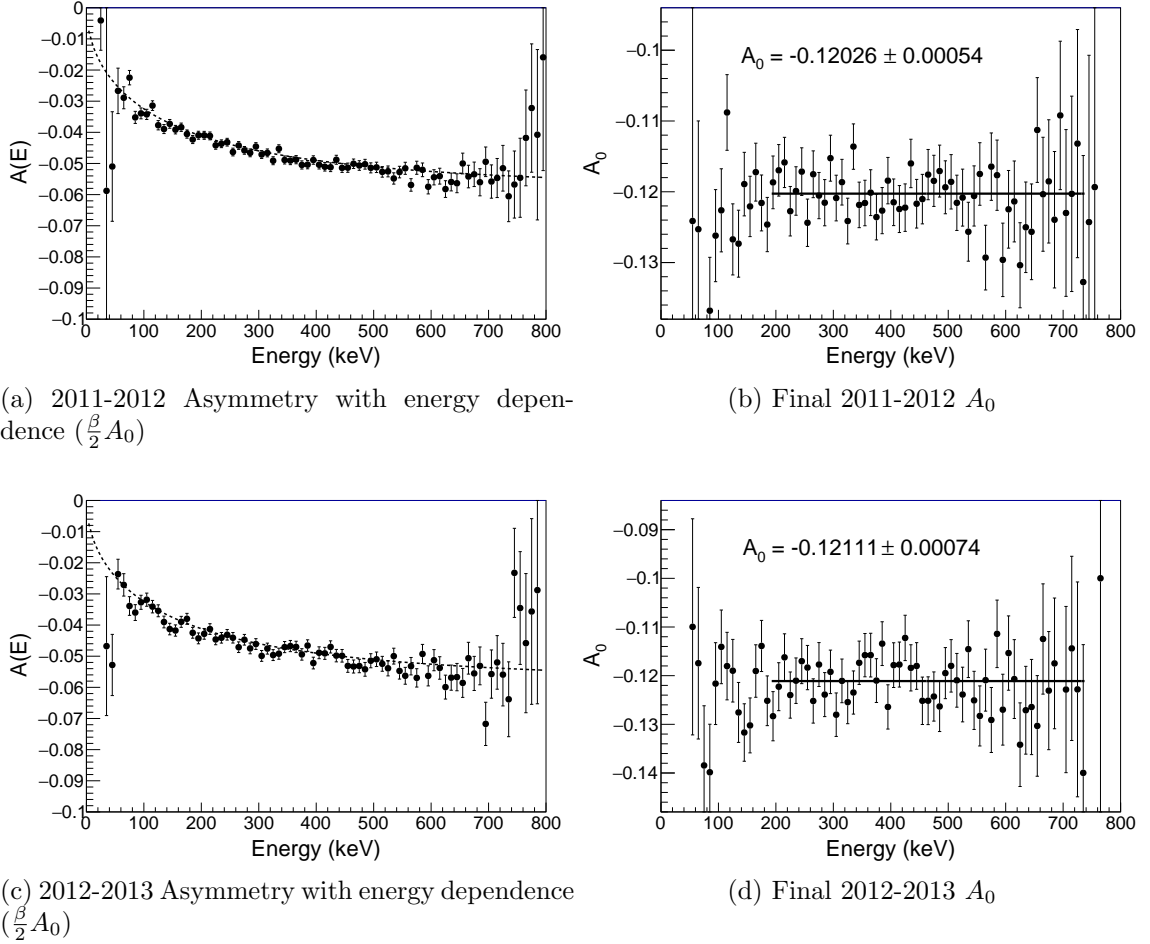 0
−0.01
−0.02
−0.03
−0.04
−0.05
−0.06
−0.07
−0.08
−0.09
−0.1
A(E)
0 100 200 300 400 500 600 700 800
Energy (keV)
(a) 2011-2012 Asymmetry with energy depen-
dence (β/2 A₀)
A₀ = -0.12026 ± 0.00054
−0.1
−0.11
−0.12
−0.13
A₀
0 100 200 300 400 500 600 700 800
Energy (keV)
(b) Final 2011-2012 A₀
0
−0.01
−0.02
−0.03
−0.04
−0.05
−0.06
−0.07
−0.08
−0.09
−0.1
A(E)
0 100 200 300 400 500 600 700 800
Energy (keV)
(c) 2012-2013 Asymmetry with energy dependence
(β/2 A₀)
A₀ = -0.12111 ± 0.00074
−0.09
−0.1
−0.11
−0.12
−0.13
−0.14
A₀
0 100 200 300 400 500 600 700 800
Energy (keV)
(d) Final 2012-2013 A₀